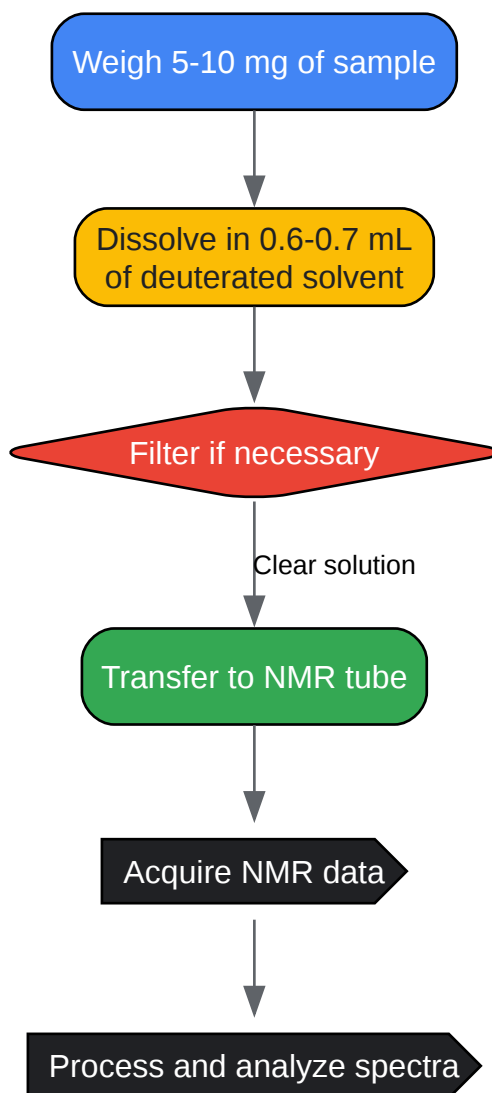 Weigh 5-10 mg of sample
Dissolve in 0.6-0.7 mL
of deuterated solvent
Filter if necessary
Clear solution
Transfer to NMR tube
Acquire NMR data
Process and analyze spectra